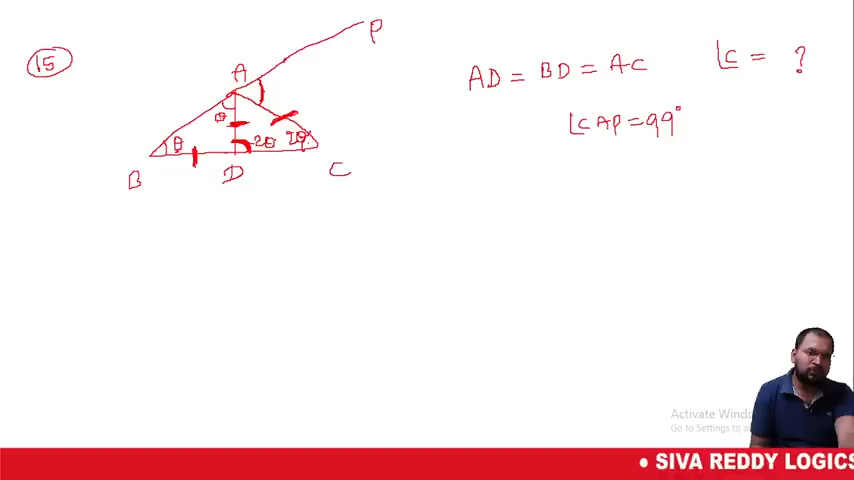 15
P
A
AD = BD = AC
∠C = ?
∠CAP = 99°
θ
θ
2θ
2θ
B
D
C
Activate Windo
Go to Settings to a
• SIVA REDDY LOGICS